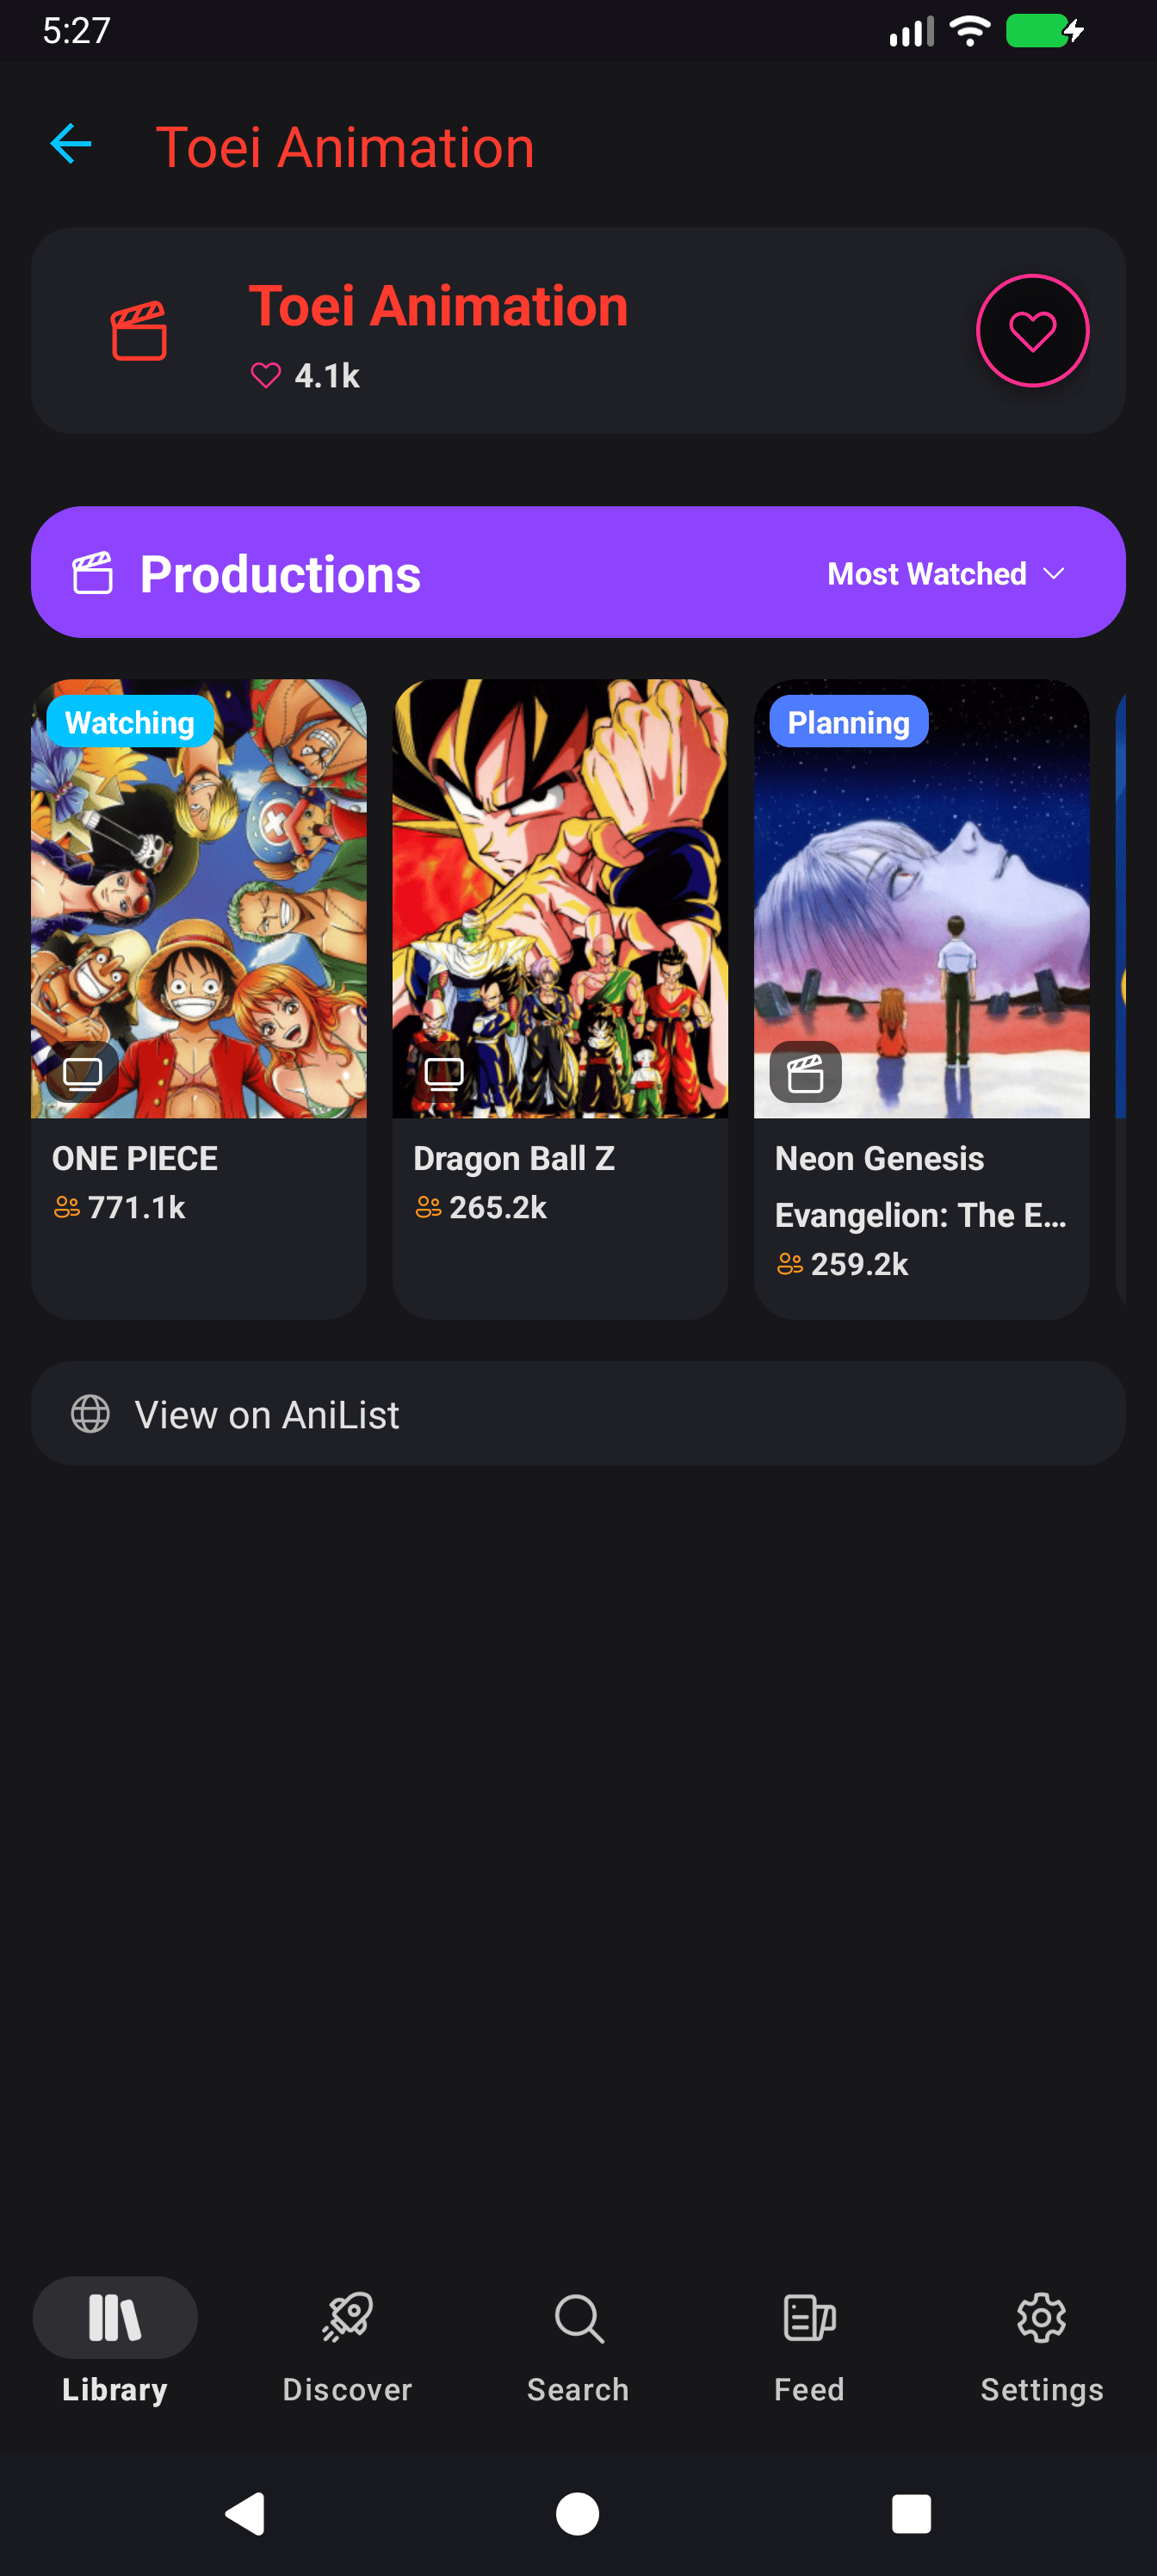 5:27
Toei Animation
Toei Animation
4.1k
Productions
Most Watched
Watching
Planning
ONE PIECE
771.1k
Dragon Ball Z
265.2k
Neon Genesis
Evangelion: The E...
259.2k
View on AniList
Library
Discover
Search
Feed
Settings